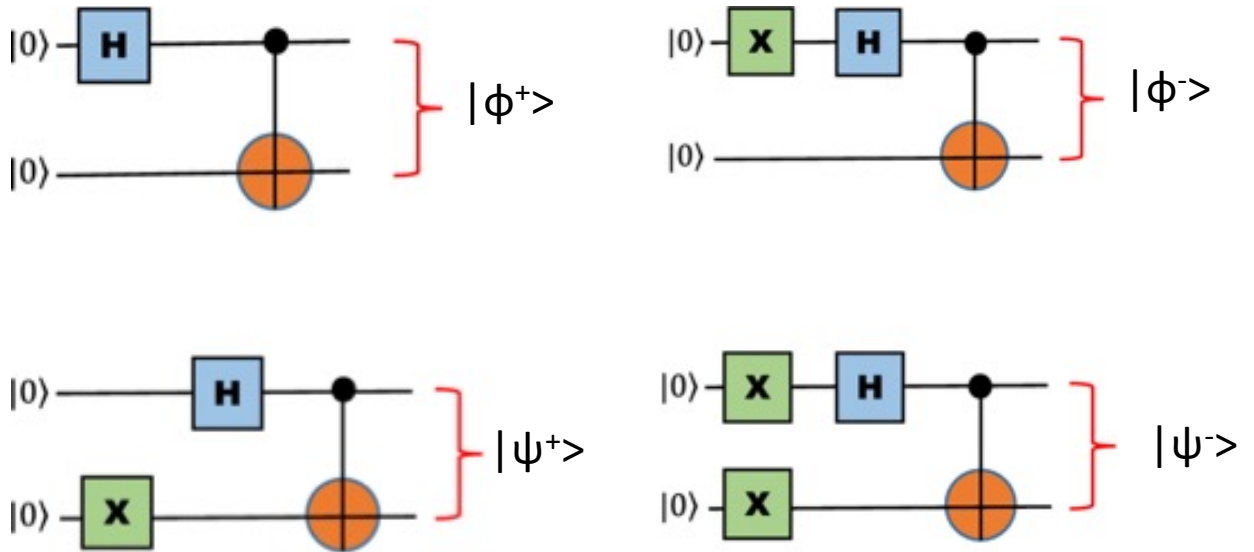 |0⟩ H |ϕ⁺>
|0⟩
|0⟩ X H |ϕ⁻>
|0⟩
|0⟩ H |ψ⁺>
|0⟩ X
|0⟩ X H |ψ⁻>
|0⟩ X